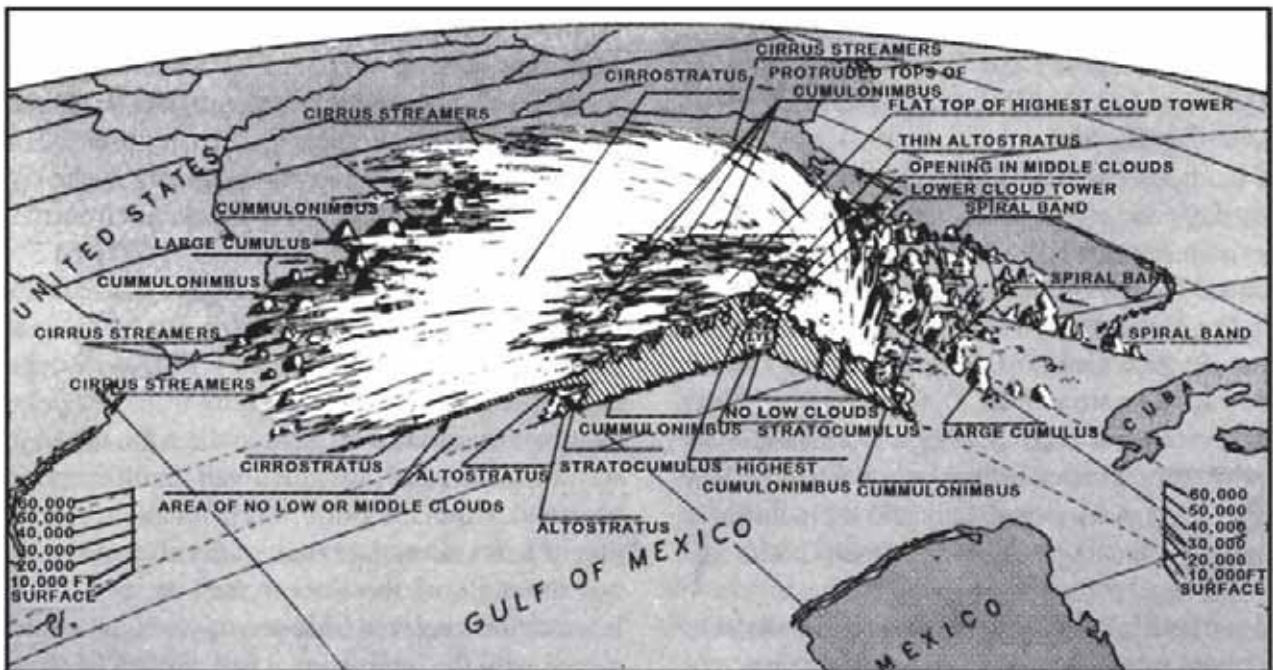 CIRRUS STREAMERS
CIRROSTRATUS
PROTRUDED TOPS OF
CUMULONIMBUS
CIRRUS STREAMERS
FLAT TOP OF HIGHEST CLOUD TOWER
THIN ALTOSTRATUS
OPENING IN MIDDLE CLOUDS
LOWER CLOUD TOWER
UNITED STATES
CUMMULONIMBUS
SPIRAL BAND
LARGE CUMULUS
CUMMULONIMBUS
SPIRAL BAND
CIRRUS STREAMERS
SPIRAL BAND
EYE
CIRRUS STREAMERS
NO LOW CLOUDS
CUMMULONIMBUS
STRATOCUMULUS
LARGE CUMULUS
CUBA
CIRROSTRATUS
ALTOSTRATUS
STRATOCUMULUS
HIGHEST
CUMULONIMBUS
CUMMULONIMBUS
AREA OF NO LOW OR MIDDLE CLOUDS
ALTOSTRATUS
60,000
50,000
40,000
30,000
20,000
10,000 FT
SURFACE
60,000
50,000
40,000
30,000
20,000
10,000FT
SURFACE
GULF OF MEXICO
MEXICO